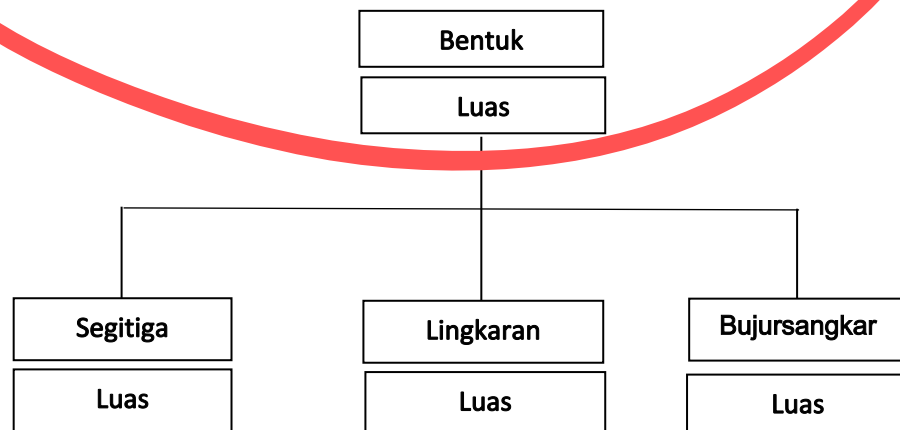 Bentuk
Luas
Segitiga
Lingkaran
Bujursangkar
Luas
Luas
Luas